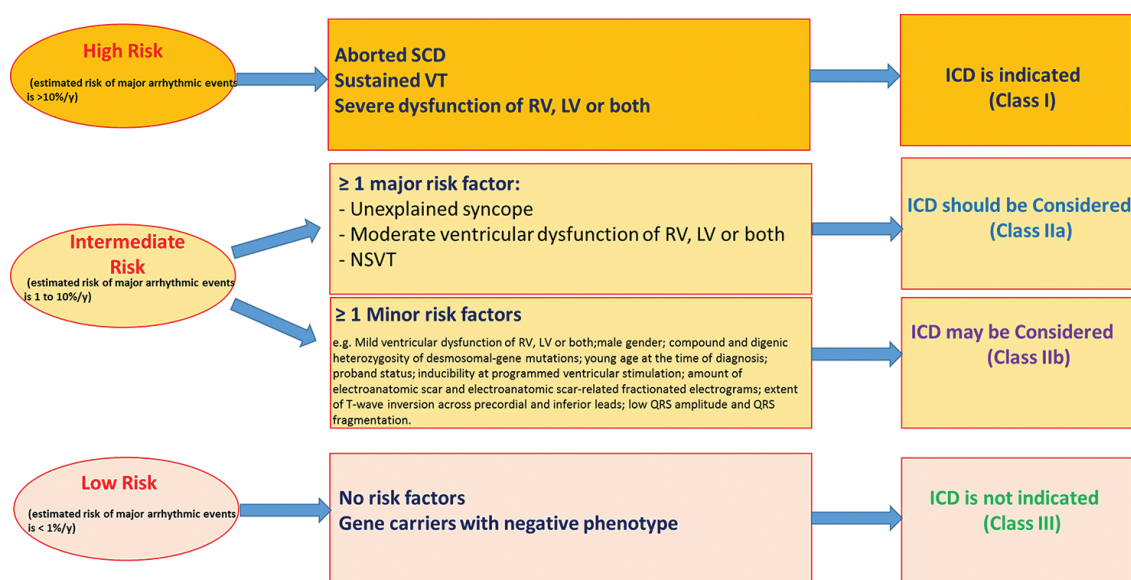 High Risk
(estimated risk of major arrhythmic events
is >10%/y)
Aborted SCD
Sustained VT
Severe dysfunction of RV, LV or both
ICD is indicated
(Class I)
Intermediate
Risk
(estimated risk of major arrhythmic events
is 1 to 10%/y)
≥ 1 major risk factor:
- Unexplained syncope
- Moderate ventricular dysfunction of RV, LV or both
- NSVT
ICD should be Considered
(Class IIa)
≥ 1 Minor risk factors
e.g. Mild ventricular dysfunction of RV, LV or both;male gender; compound and digenic
heterozygosity of desmosomal-gene mutations; young age at the time of diagnosis;
proband status; inducibility at programmed ventricular stimulation; amount of
electroanatomic scar and electroanatomic scar-related fractionated electrograms; extent
of T-wave inversion across precordial and inferior leads; low QRS amplitude and QRS
fragmentation.
ICD may be Considered
(Class IIb)
Low Risk
(estimated risk of major arrhythmic events
is < 1%/y)
No risk factors
Gene carriers with negative phenotype
ICD is not indicated
(Class III)